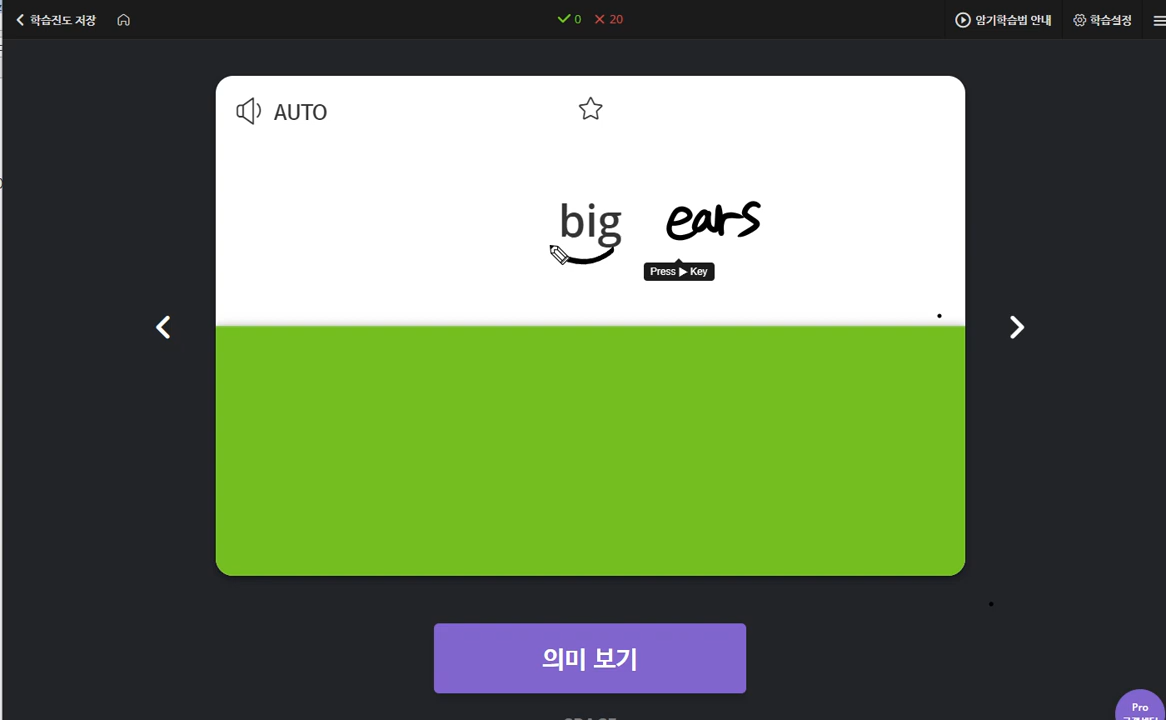 학습진도 저장 0 20 암기학습법 안내 학습설정
AUTO
big ears
Press ▶ Key
의미 보기
Pro